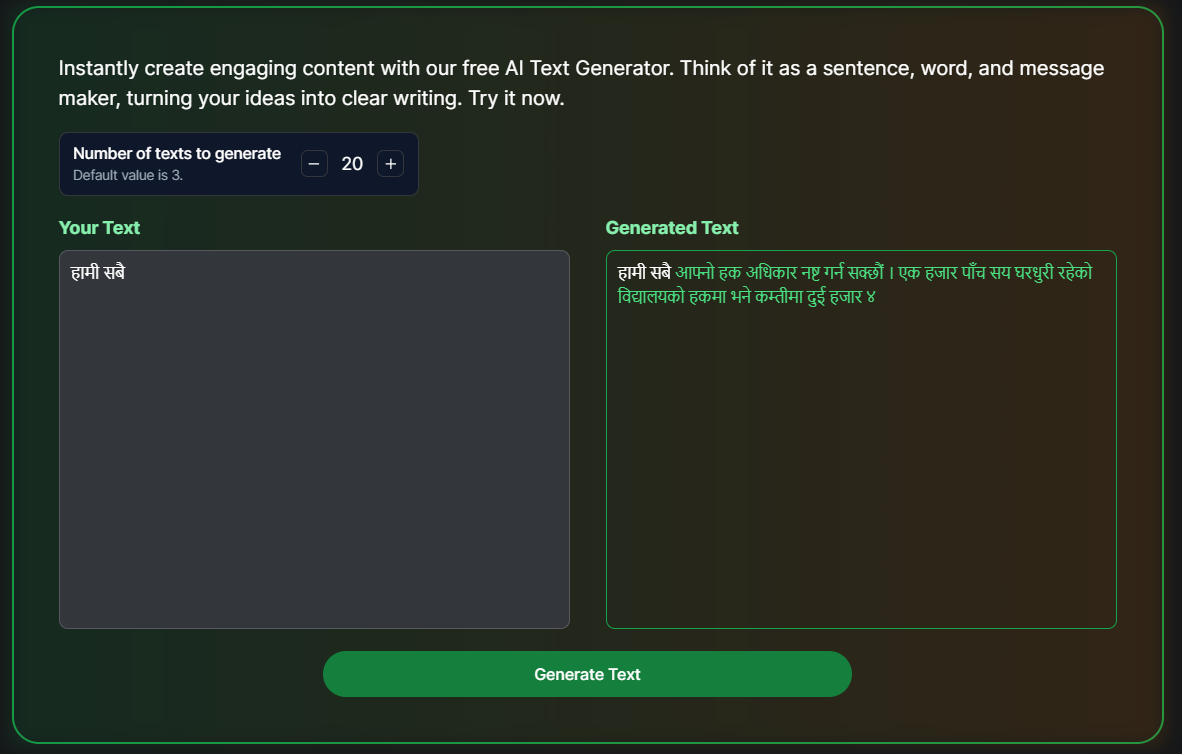 Instantly create engaging content with our free AI Text Generator. Think of it as a sentence, word, and message
maker, turning your ideas into clear writing. Try it now.
Number of texts to generate
Default value is 3.
− 20 +
Your Text
हामी सबै
Generated Text
हामी सबै आफ्नो हक अधिकार नष्ट गर्न सक्छौं । एक हजार पाँच सय घरधुरी रहेको
विद्यालयको हकमा भने कम्तीमा दुई हजार ४
Generate Text